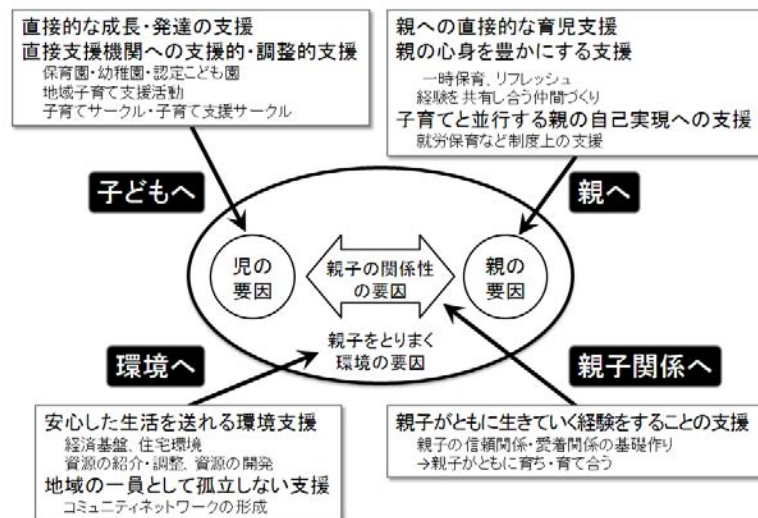 直接的な成長・発達の支援
直接支援機関への支援的・調整的支援
保育園・幼稚園・認定こども園
地域子育て支援活動
子育てサークル・子育て支援サークル
親への直接的な育児支援
親の心身を豊かにする支援
一時保育、リフレッシュ
経験を共有し合う仲間づくり
子育てと並行する親の自己実現への支援
就労保育など制度上の支援
子どもへ
親へ
児の
要因
親子の関係性
の要因
親の
要因
親子をとりまく
環境の要因
環境へ
親子関係へ
安心した生活を送れる環境支援
経済基盤、住宅環境
資源の紹介・調整、資源の開発
地域の一員として孤立しない支援
コミュニティネットワークの形成
親子がともに生きていく経験をすることの支援
親子の信頼関係・愛着関係の基礎作り
→親子がともに育ち・育て合う